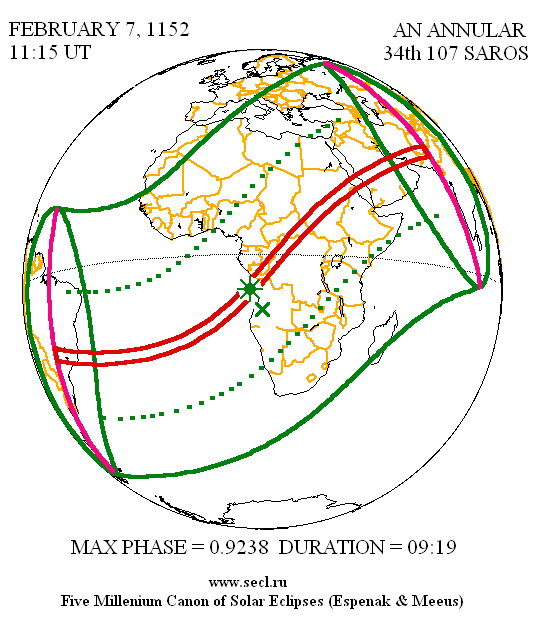 FEBRUARY 7, 1152
AN ANNULAR
11:15 UT
34th 107 SAROS
MAX PHASE = 0.9238 DURATION = 09:19
www.secl.ru
Five Millenium Canon of Solar Eclipses (Espenak & Meeus)